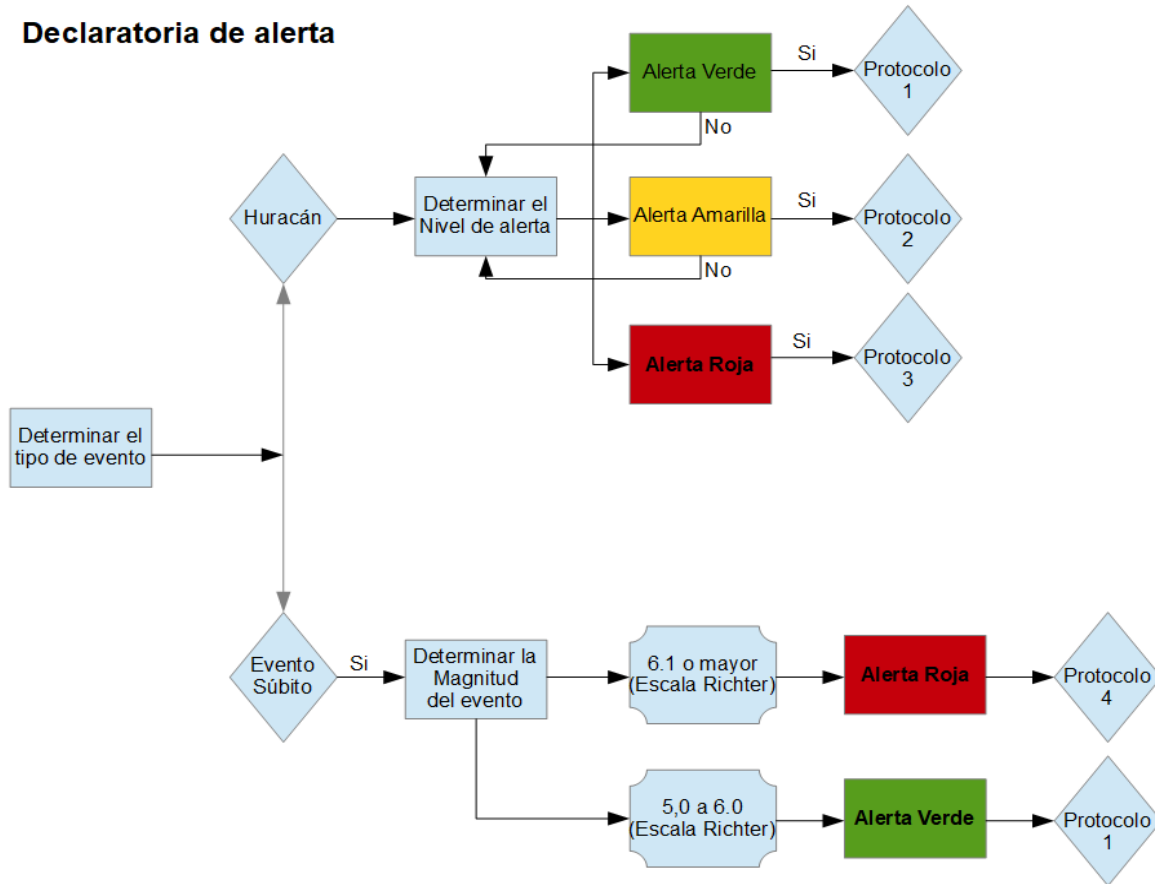 Declaratoria de alerta
Alerta Verde
Si
Protocolo
1
No
Huracán
Determinar el
Nivel de alerta
Alerta Amarilla
Si
Protocolo
2
No
Alerta Roja
Si
Protocolo
3
Determinar el
tipo de evento
Evento
Súbito
Si
Determinar la
Magnitud
del evento
6.1 o mayor
(Escala Richter)
Alerta Roja
Protocolo
4
5,0 a 6.0
(Escala Richter)
Alerta Verde
Protocolo
1